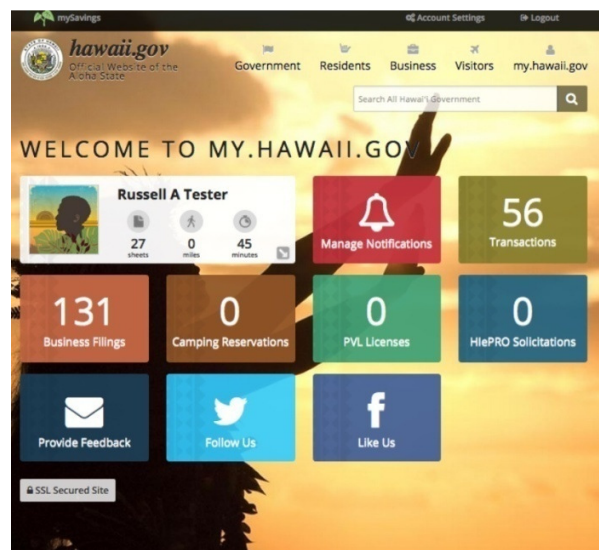 mySavings
Account Settings
Logout
hawaii.gov
Official Website of the
Aloha State
Government
Residents
Business
Visitors
my.hawaii.gov
Search All Hawai'i Government
WELCOME TO MY.HAWAII.GOV
Russell A Tester
27
sheets
0
miles
45
minutes
Manage Notifications
56
Transactions
131
Business Filings
0
Camping Reservations
0
PVL Licenses
0
HIePRO Solicitations
Provide Feedback
Follow Us
Like Us
SSL Secured Site